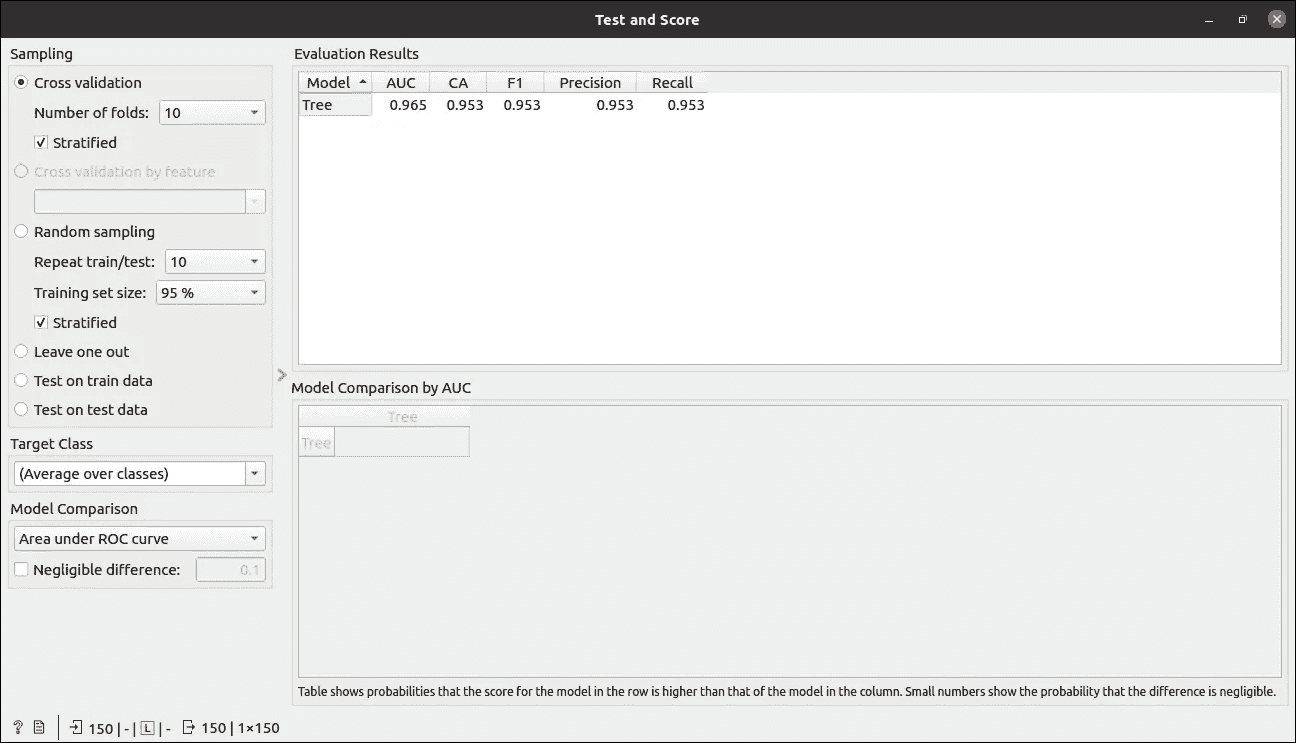 Test and Score
Sampling
Cross validation
Number of folds: 10
Stratified
Cross validation by feature
Random sampling
Repeat train/test: 10
Training set size: 95 %
Stratified
Leave one out
Test on train data
Test on test data
Target Class
(Average over classes)
Model Comparison
Area under ROC curve
Negligible difference: 0.1
Evaluation Results
Model AUC CA F1 Precision Recall
Tree 0.965 0.953 0.953 0.953 0.953
Model Comparison by AUC
Tree
Tree
Table shows probabilities that the score for the model in the row is higher than that of the model in the column. Small numbers show the probability that the difference is negligible.
? 150 | - | L | - 150 | 1×150